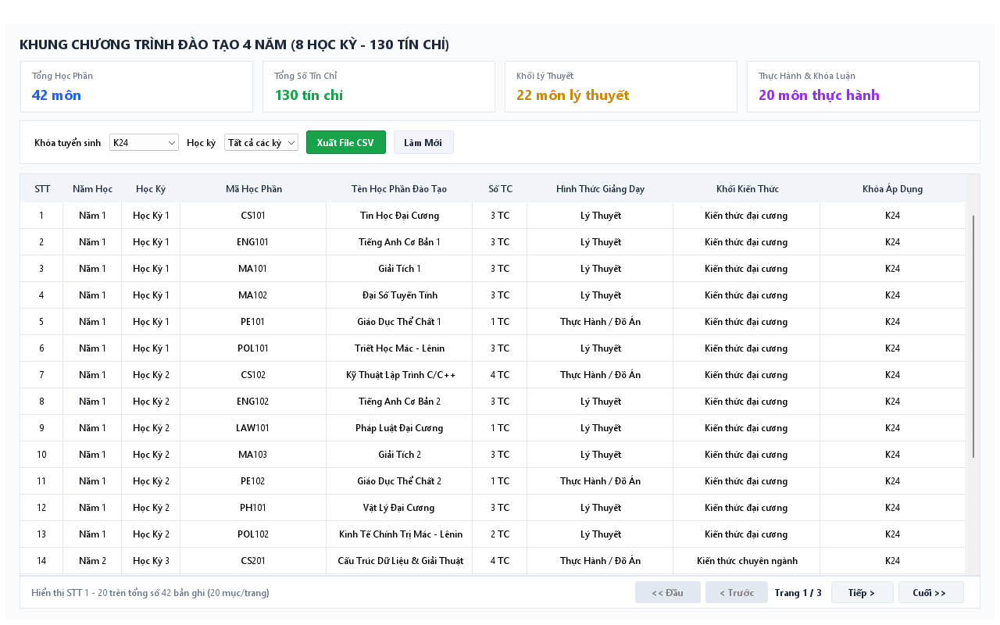 KHUNG CHƯƠNG TRÌNH ĐÀO TẠO 4 NĂM (8 HỌC KỲ - 130 TÍN CHỈ)
Tổng Học Phần Tổng Số Tín Chỉ Khối Lý Thuyết Thực Hành & Khóa Luận
42 môn 130 tín chỉ 22 môn lý thuyết 20 môn thực hành
Khóa tuyển sinh K24 Học kỳ Tất cả các kỳ Xuất File CSV Làm Mới
STT Năm Học Học Kỳ Mã Học Phần Tên Học Phần Đào Tạo Số TC Hình Thức Giảng Dạy Khối Kiến Thức Khóa Áp Dụng
1 Năm 1 Học Kỳ 1 CS101 Tin Học Đại Cương 3 TC Lý Thuyết Kiến thức đại cương K24
2 Năm 1 Học Kỳ 1 ENG101 Tiếng Anh Cơ Bản 1 3 TC Lý Thuyết Kiến thức đại cương K24
3 Năm 1 Học Kỳ 1 MA101 Giải Tích 1 3 TC Lý Thuyết Kiến thức đại cương K24
4 Năm 1 Học Kỳ 1 MA102 Đại Số Tuyến Tính 3 TC Lý Thuyết Kiến thức đại cương K24
5 Năm 1 Học Kỳ 1 PE101 Giáo Dục Thể Chất 1 1 TC Thực Hành / Đồ Án Kiến thức đại cương K24
6 Năm 1 Học Kỳ 1 POL101 Triết Học Mác - Lênin 3 TC Lý Thuyết Kiến thức đại cương K24
7 Năm 1 Học Kỳ 2 CS102 Kỹ Thuật Lập Trình C/C++ 4 TC Thực Hành / Đồ Án Kiến thức đại cương K24
8 Năm 1 Học Kỳ 2 ENG102 Tiếng Anh Cơ Bản 2 3 TC Lý Thuyết Kiến thức đại cương K24
9 Năm 1 Học Kỳ 2 LAW101 Pháp Luật Đại Cương 1 TC Lý Thuyết Kiến thức đại cương K24
10 Năm 1 Học Kỳ 2 MA103 Giải Tích 2 3 TC Lý Thuyết Kiến thức đại cương K24
11 Năm 1 Học Kỳ 2 PE102 Giáo Dục Thể Chất 2 1 TC Thực Hành / Đồ Án Kiến thức đại cương K24
12 Năm 1 Học Kỳ 2 PH101 Vật Lý Đại Cương 3 TC Lý Thuyết Kiến thức đại cương K24
13 Năm 1 Học Kỳ 2 POL102 Kinh Tế Chính Trị Mác - Lênin 2 TC Lý Thuyết Kiến thức đại cương K24
14 Năm 2 Học Kỳ 3 CS201 Cấu Trúc Dữ Liệu & Giải Thuật 4 TC Thực Hành / Đồ Án Kiến thức chuyên ngành K24
Hiển thị STT 1 - 20 trên tổng số 42 bản ghi (20 mục/trang) << Đầu < Trước Trang 1 / 3 Tiếp > Cuối >>